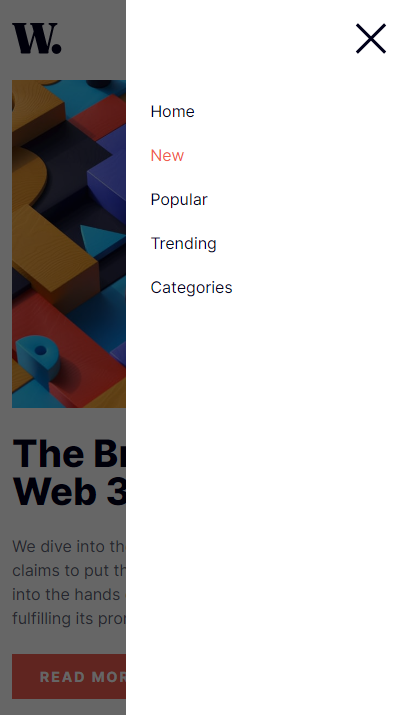 W.
Home
New
Popular
Trending
Categories
The Br
Web 3
We dive into th
claims to put th
into the hands
fulfilling its pro
READ MOR